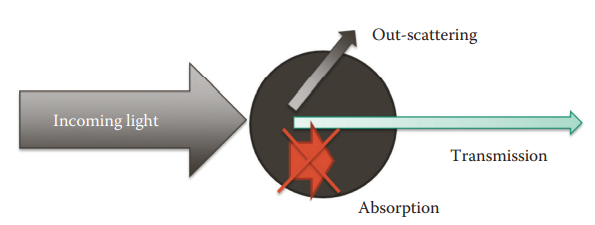 Out-scattering
Incoming light
Transmission
Absorption